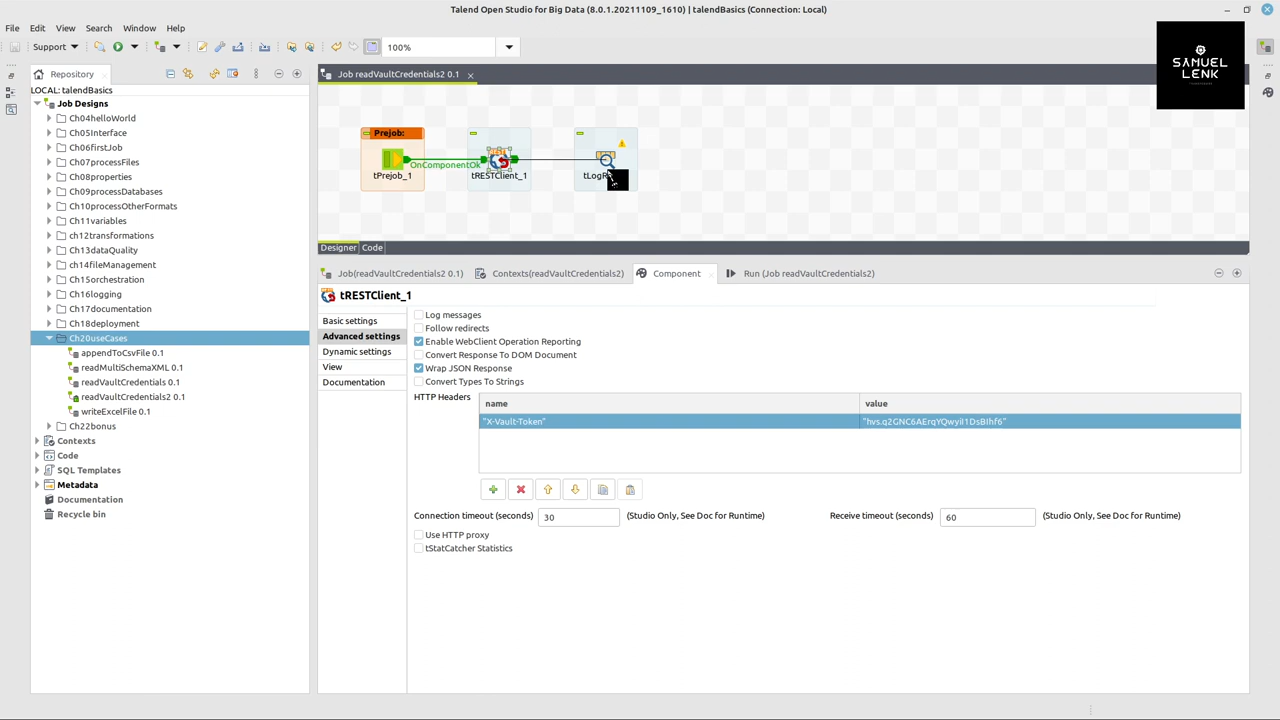 Talend Open Studio for Big Data (8.0.1.20211109_1610) | talendBasics (Connection: Local)
File Edit View Search Window Help
Support 100%
SAMUEL
LENK
Repository
LOCAL: talendBasics
Job Designs
Ch04helloWorld
Ch05Interface
Ch06firstJob
Ch07processFiles
Ch08properties
Ch09processDatabases
Ch10processOtherFormats
Ch11variables
ch12transformations
Ch13dataQuality
ch14fileManagement
Ch15orchestration
Ch16logging
Ch17documentation
Ch18deployment
Ch20useCases
appendToCsvFile 0.1
readMultiSchemaXML 0.1
readVaultCredentials 0.1
readVaultCredentials2 0.1
writeExcelFile 0.1
Ch22bonus
Contexts
Code
SQL Templates
Metadata
Documentation
Recycle bin
Job readVaultCredentials2 0.1
Prejob:
OnComponentOk
tPrejob_1 tRESTClient_1
Designer Code
Job(readVaultCredentials2 0.1) Contexts(readVaultCredentials2) Component Run (Job readVaultCredentials2)
tRESTClient_1
Basic settings
Advanced settings
Dynamic settings
View
Documentation
Log messages
Follow redirects
Enable WebClient Operation Reporting
Convert Response To DOM Document
Wrap JSON Response
Convert Types To Strings
HTTP Headers name value
"X-Vault-Token" "hvs.q2GNC6AErqYQwyiI1DsBIhf6"
Connection timeout (seconds) 30 (Studio Only, See Doc for Runtime) Receive timeout (seconds) 60 (Studio Only, See Doc for Runtime)
Use HTTP proxy
tStatCatcher Statistics